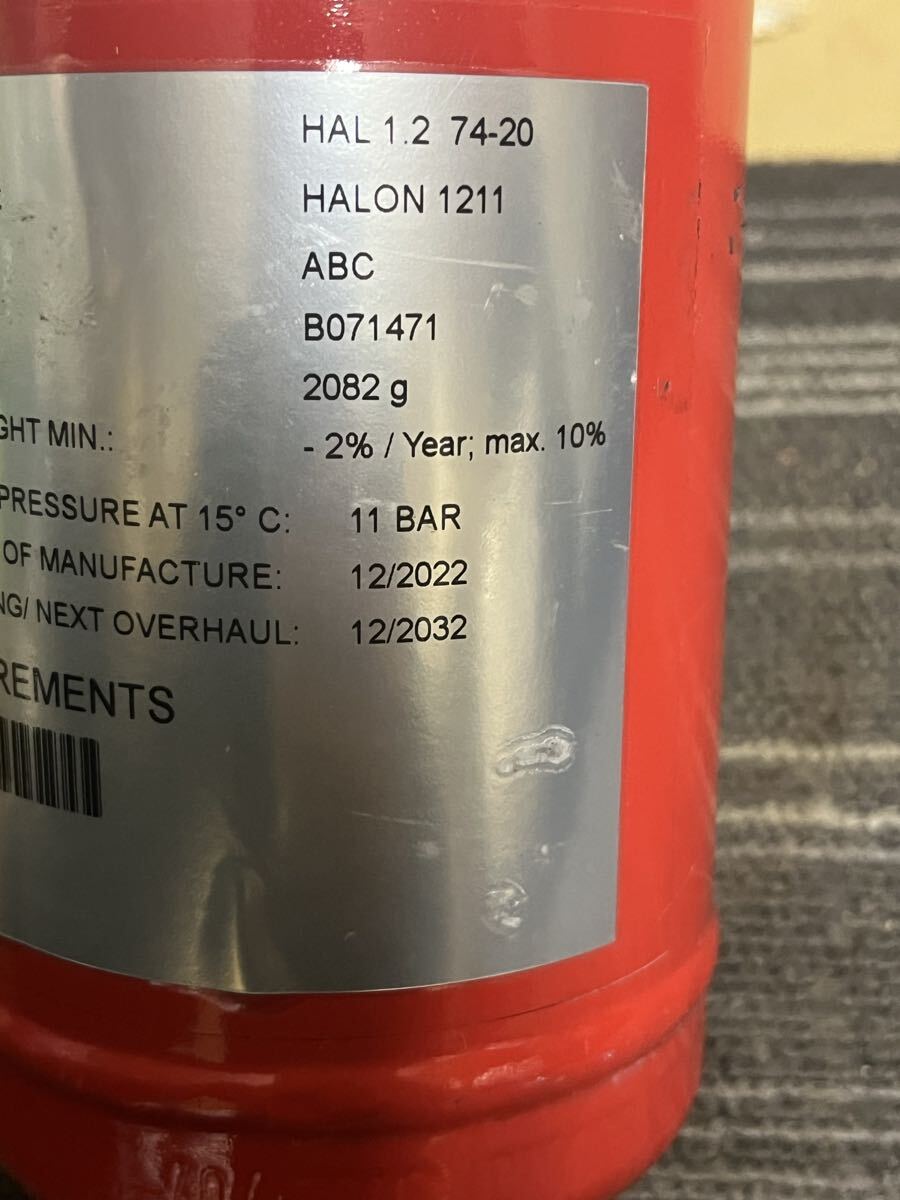 HAL 1.2 74-20
HALON 1211
ABC
B071471
2082 g
GHT MIN.: - 2% / Year; max. 10%
PRESSURE AT 15° C: 11 BAR
OF MANUFACTURE: 12/2022
NG/ NEXT OVERHAUL: 12/2032
REMENTS